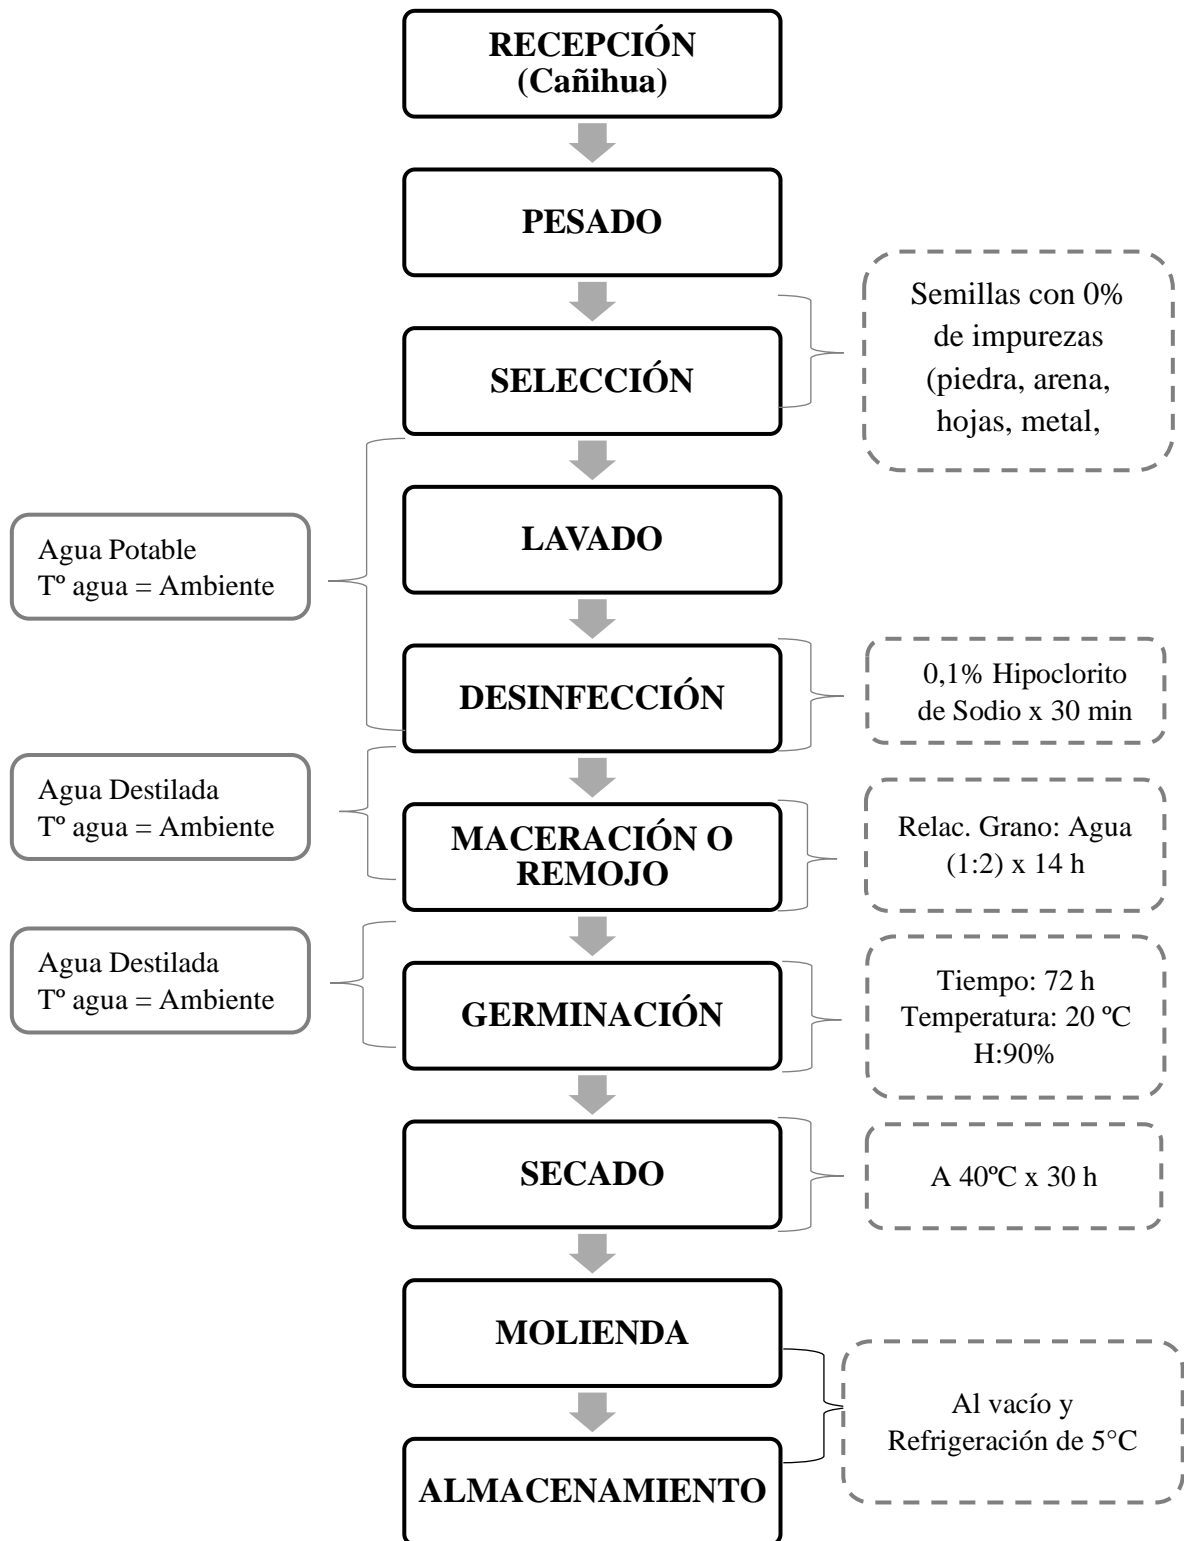 RECEPCIÓN
(Cañihua)
PESADO
Semillas con 0%
de impurezas
(piedra, arena,
hojas, metal,
SELECCIÓN
LAVADO
Agua Potable
Tº agua = Ambiente
DESINFECCIÓN
0,1% Hipoclorito
de Sodio x 30 min
Agua Destilada
Tº agua = Ambiente
MACERACIÓN O
REMOJO
Relac. Grano: Agua
(1:2) x 14 h
Agua Destilada
Tº agua = Ambiente
GERMINACIÓN
Tiempo: 72 h
Temperatura: 20 ºC
H:90%
SECADO
A 40ºC x 30 h
MOLIENDA
Al vacío y
Refrigeración de 5°C
ALMACENAMIENTO